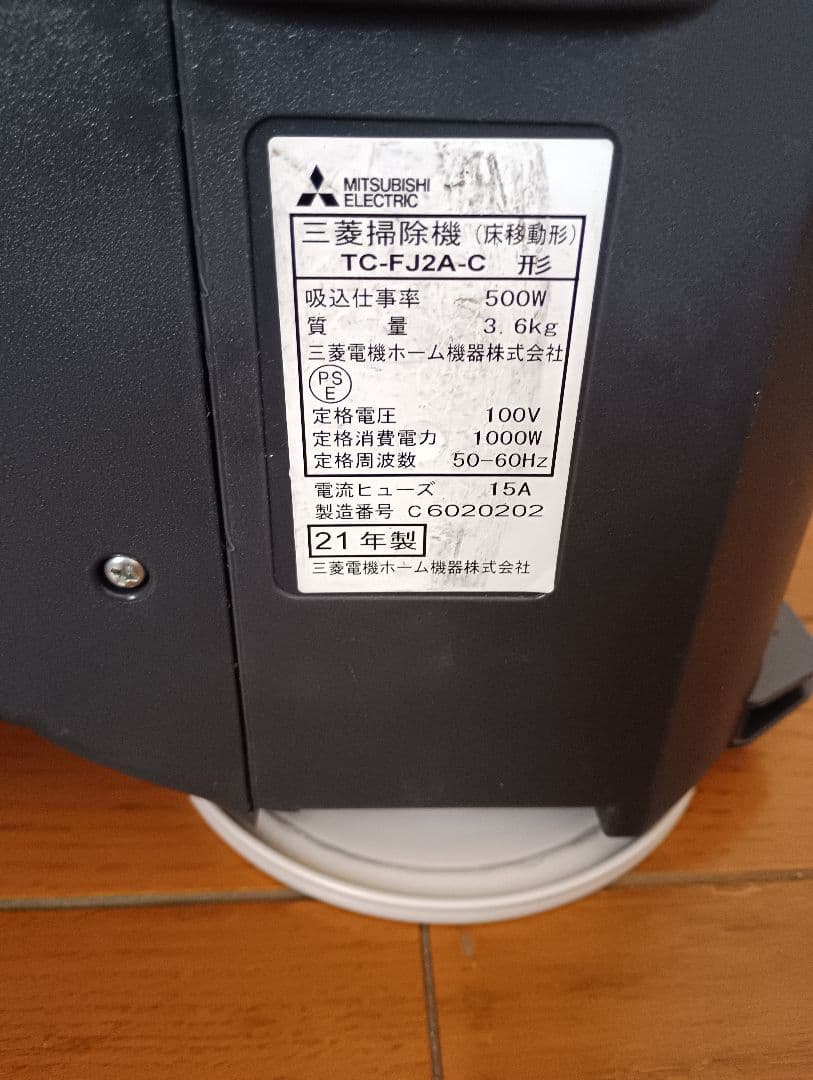 MITSUBISHI
ELECTRIC
三菱掃除機（床移動形）
TC-FJ2A-C 形
吸込仕事率 500W
質 量 3.6kg
三菱電機ホーム機器株式会社
PS
E
定格電圧 100V
定格消費電力 1000W
定格周波数 50-60Hz
電流ヒューズ 15A
製造番号 C6020202
21年製
三菱電機ホーム機器株式会社